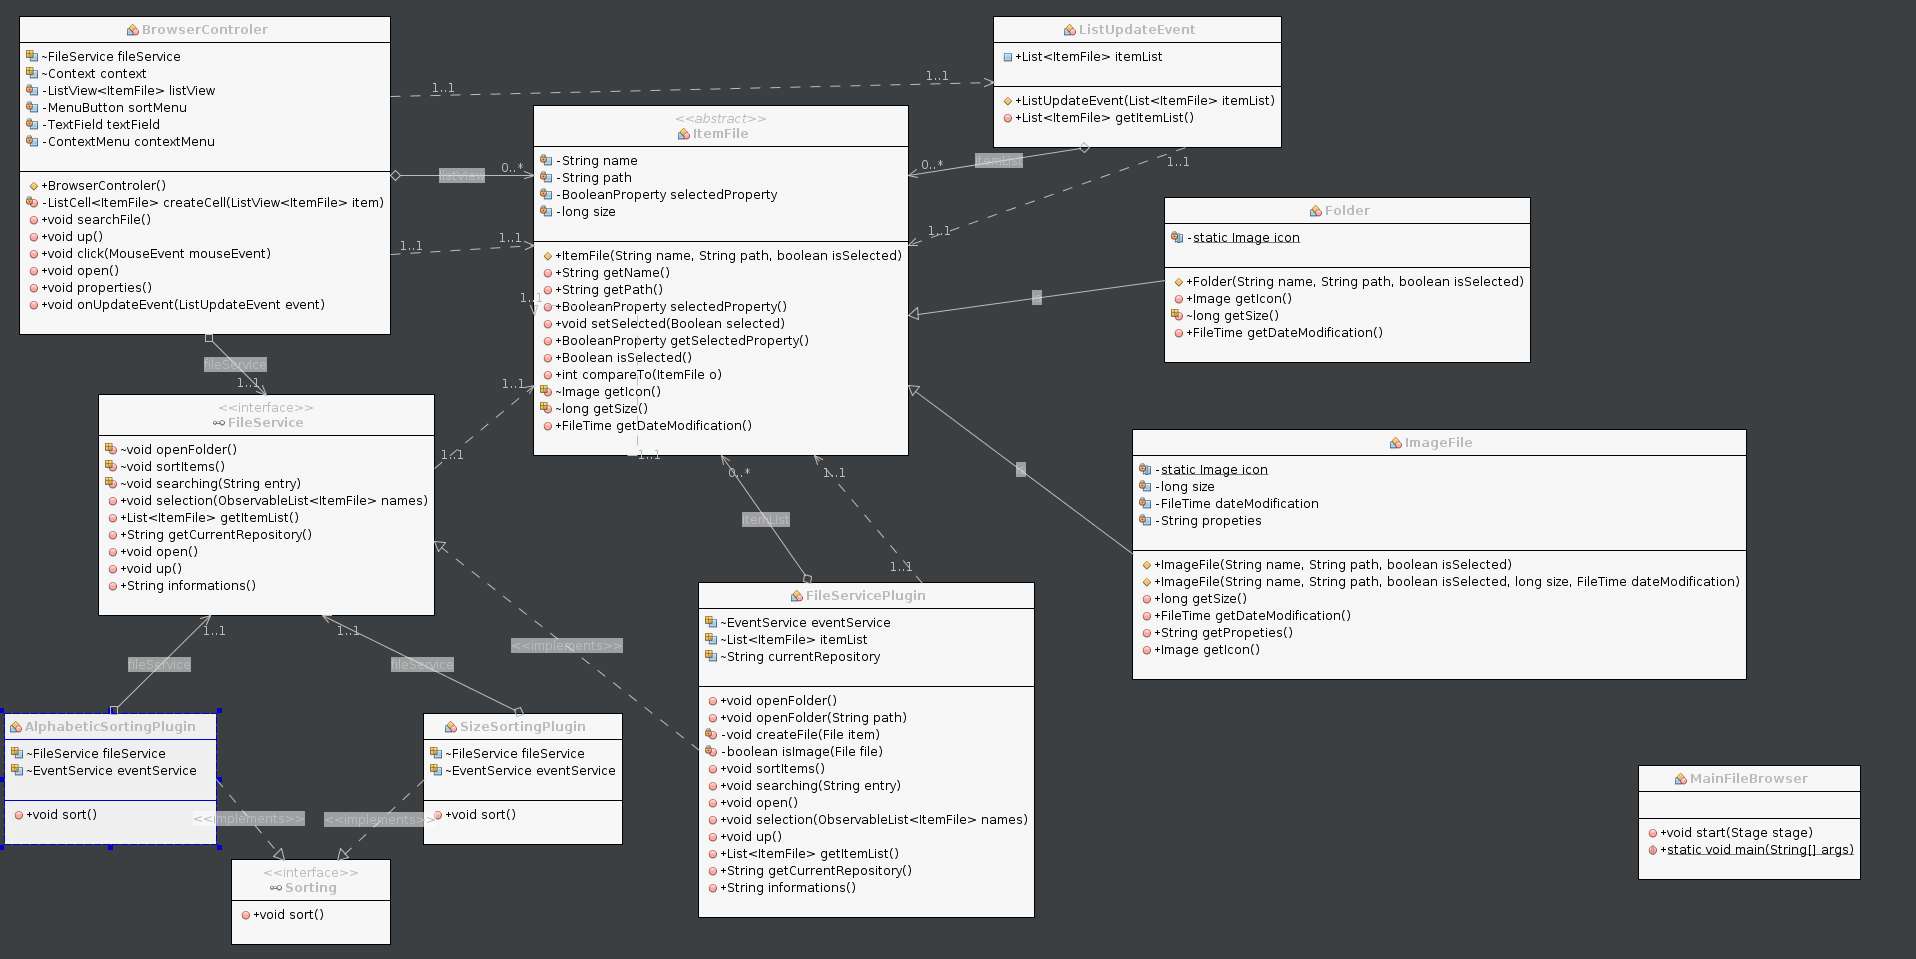 BrowserControler
~FileService fileService
~Context context
-ListView<ItemFile> listView
-MenuButton sortMenu
-TextField textField
-ContextMenu contextMenu
+BrowserControler()
-ListCell<ItemFile> createCell(ListView<ItemFile> item)
+void searchFile()
+void up()
+void click(MouseEvent mouseEvent)
+void open()
+void properties()
+void onUpdateEvent(ListUpdateEvent event)
1..1
1..1
ListUpdateEvent
+List<ItemFile> itemList
+ListUpdateEvent(List<ItemFile> itemList)
+List<ItemFile> getItemList()
listView
0..*
1..1
1..1
<<abstract>>
ItemFile
-String name
-String path
-BooleanProperty selectedProperty
-long size
+ItemFile(String name, String path, boolean isSelected)
+String getName()
+String getPath()
+BooleanProperty selectedProperty()
+void setSelected(Boolean selected)
+BooleanProperty getSelectedProperty()
+Boolean isSelected()
+int compareTo(ItemFile o)
~Image getIcon()
~long getSize()
+FileTime getDateModification()
1..1
1..1
0..*
itemList
1..1
1..1
Folder
-static Image icon
+Folder(String name, String path, boolean isSelected)
+Image getIcon()
~long getSize()
+FileTime getDateModification()
fileService
1..1
<<interface>>
FileService
~void openFolder()
~void sortItems()
~void searching(String entry)
+void selection(ObservableList<ItemFile> names)
+List<ItemFile> getItemList()
+String getCurrentRepository()
+void open()
+void up()
+String informations()
1..1
1..1
ImageFile
-static Image icon
-long size
-FileTime dateModification
-String propeties
+ImageFile(String name, String path, boolean isSelected)
+ImageFile(String name, String path, boolean isSelected, long size, FileTime dateModification)
+long getSize()
+FileTime getDateModification()
+String getPropeties()
+Image getIcon()
0..*
itemList
1..1
1..1
FileServicePlugin
~EventService eventService
~List<ItemFile> itemList
~String currentRepository
+void openFolder()
+void openFolder(String path)
-void createFile(File item)
-boolean isImage(File file)
+void sortItems()
+void searching(String entry)
+void open()
+void selection(ObservableList<ItemFile> names)
+void up()
+List<ItemFile> getItemList()
+String getCurrentRepository()
+String informations()
<<implements>>
1..1
1..1
fileService
fileService
AlphabeticSortingPlugin
~FileService fileService
~EventService eventService
+void sort()
SizeSortingPlugin
~FileService fileService
~EventService eventService
+void sort()
<<implements>>
<<implements>>
<<interface>>
Sorting
+void sort()
MainFileBrowser
+void start(Stage stage)
+static void main(String[] args)